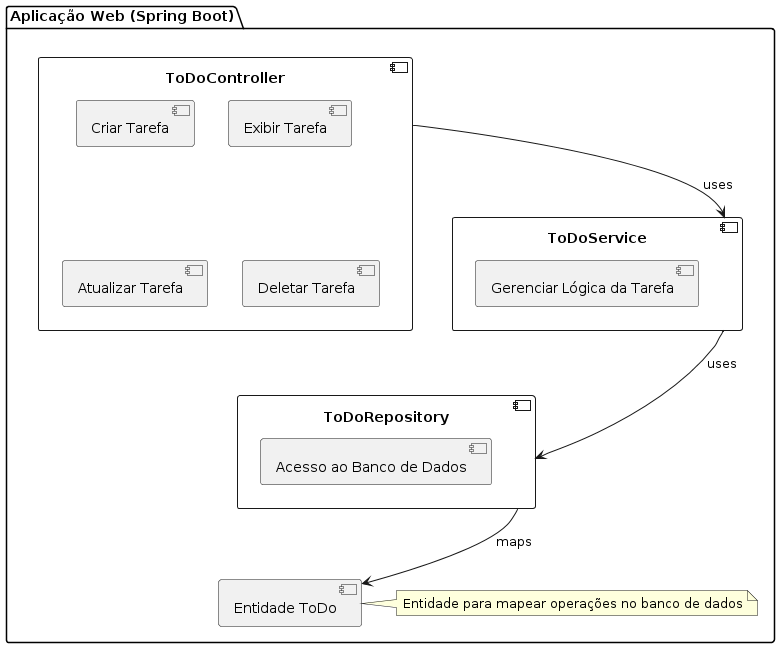 Aplicação Web (Spring Boot)
ToDoController
Criar Tarefa
Exibir Tarefa
Atualizar Tarefa
Deletar Tarefa
uses
ToDoService
Gerenciar Lógica da Tarefa
uses
ToDoRepository
Acesso ao Banco de Dados
maps
Entidade ToDo
Entidade para mapear operações no banco de dados